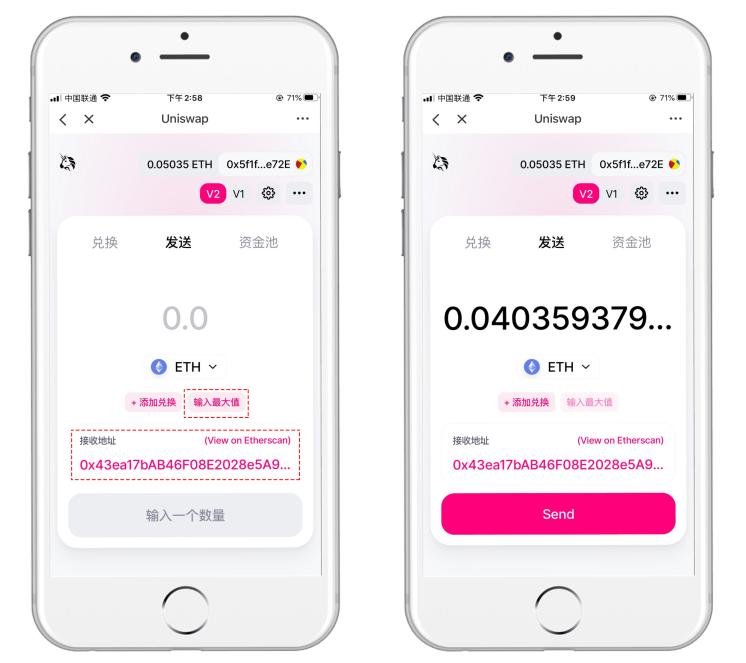 中国联通 下午 2:58 71%
Uniswap
0.05035 ETH 0x5f1f...e72E
V2 V1
兑换 发送 资金池
0.0
ETH
+ 添加兑换 输入最大值
接收地址 (View on Etherscan)
0x43ea17bAB46F08E2028e5A9...
输入一个数量
中国联通 下午 2:59 71%
Uniswap
0.05035 ETH 0x5f1f...e72E
V2 V1
兑换 发送 资金池
0.040359379...
ETH
+ 添加兑换 输入最大值
接收地址 (View on Etherscan)
0x43ea17bAB46F08E2028e5A9...
Send